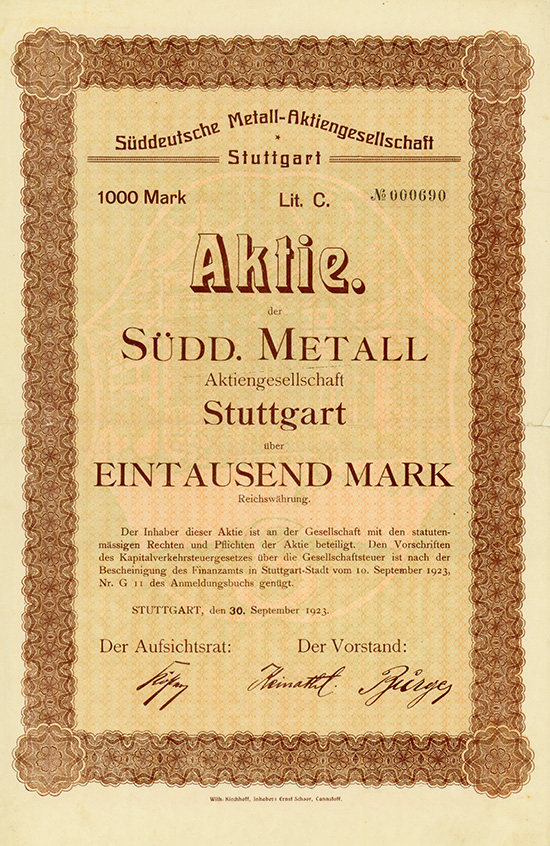 Süddeutsche Metall-Aktiengesellschaft
*
Stuttgart
1000 Mark Lit. C. № 000690
Aktie.
der
SÜDD. METALL
Aktiengesellschaft
Stuttgart
über
EINTAUSEND MARK
Reichswährung.
Der Inhaber dieser Aktie ist an der Gesellschaft mit den statuten-
mässigen Rechten und Pflichten der Aktie beteiligt. Den Vorschriften
des Kapitalverkehrsteuergesetzes über die Gesellschaftsteuer ist nach der
Bescheinigung des Finanzamts in Stuttgart-Stadt vom 10. September 1923,
Nr. G 11 des Anmeldungsbuchs genügt.
STUTTGART, den 30. September 1923.
Der Aufsichtsrat: Der Vorstand:
Keinath Bürger
Wilh. Kirchhoff, Inhaber: Ernst Schaer, Cannstatt.